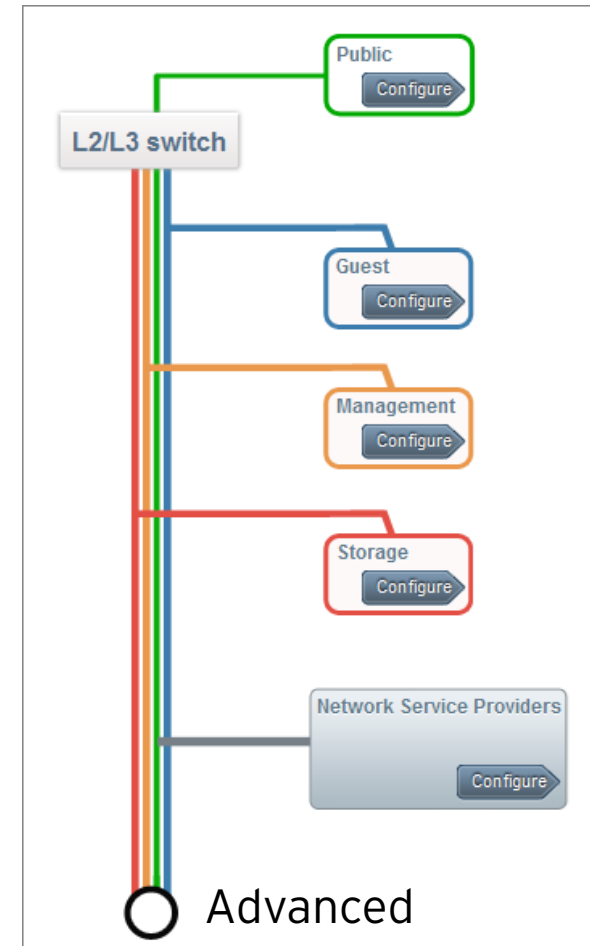 Public
Configure
L2/L3 switch
Guest
Configure
Management
Configure
Storage
Configure
Network Service Providers
Configure
Advanced